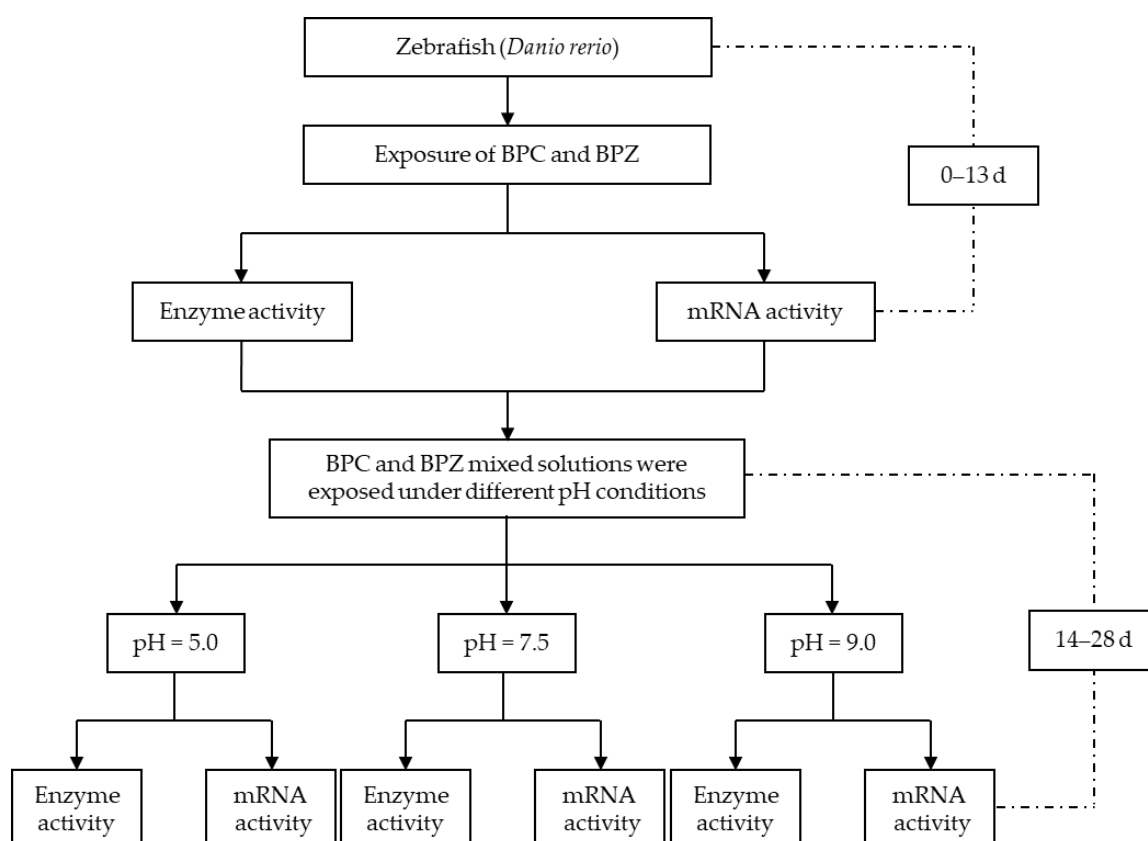 Zebrafish (Danio rerio)
Exposure of BPC and BPZ
0–13 d
Enzyme activity
mRNA activity
BPC and BPZ mixed solutions were
exposed under different pH conditions
pH = 5.0
pH = 7.5
pH = 9.0
14–28 d
Enzyme
activity
mRNA
activity
Enzyme
activity
mRNA
activity
Enzyme
activity
mRNA
activity